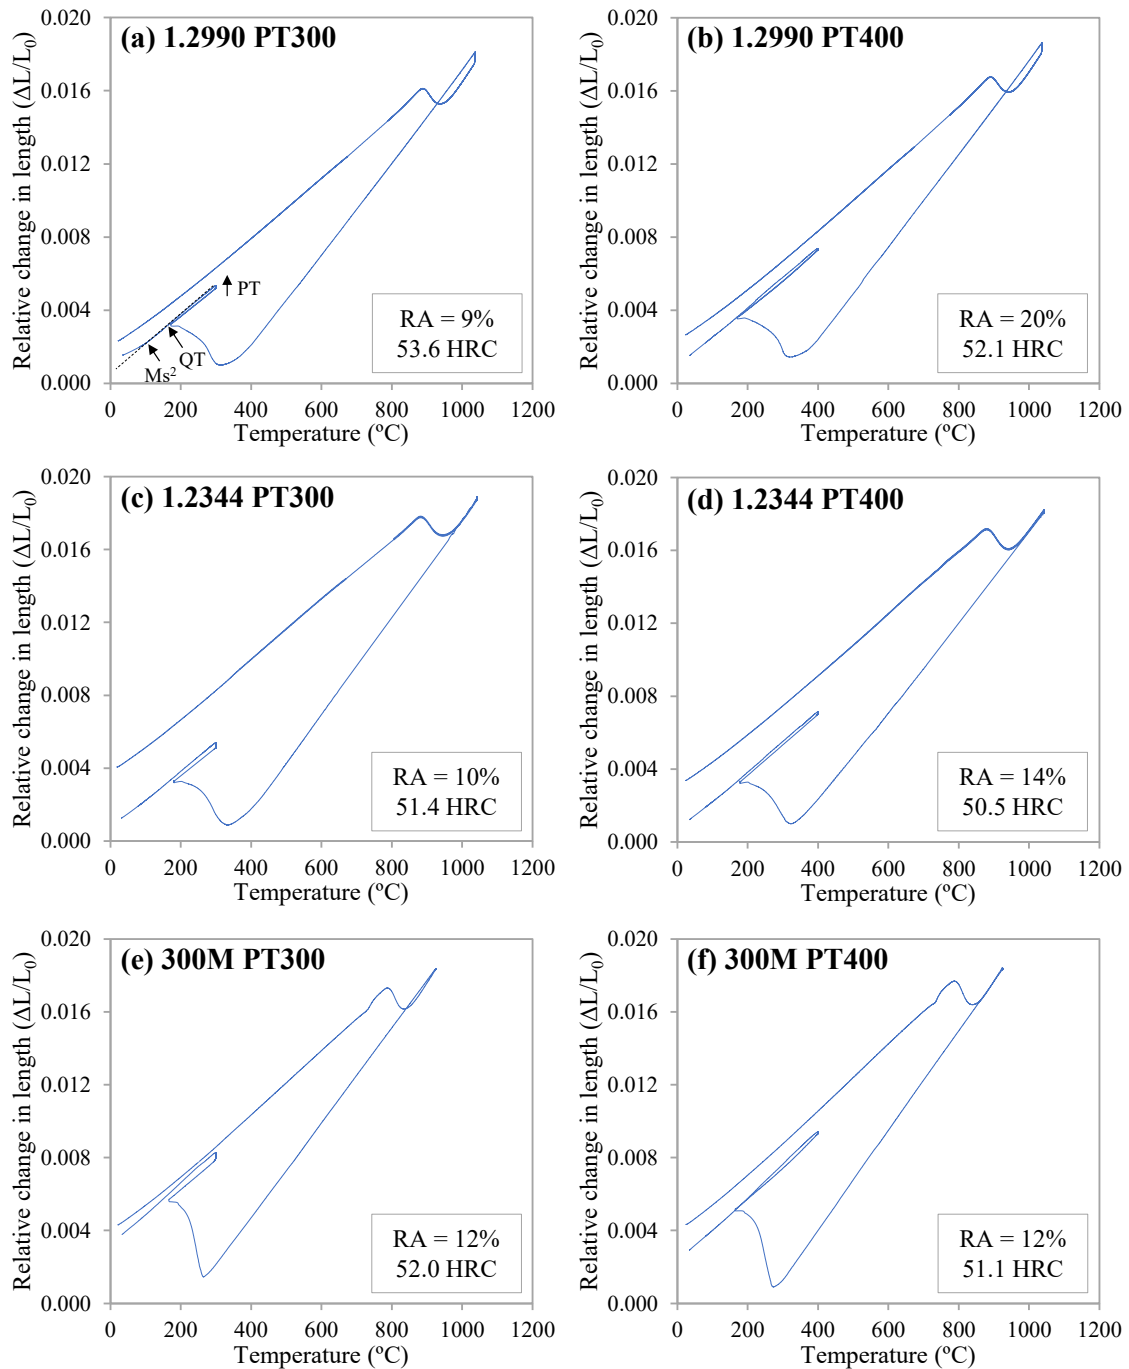 (a) 1.2990 PT300
Relative change in length (ΔL/L₀)
0.020
0.016
0.012
0.008
0.004
0.000
PT
QT
Ms²
RA = 9%
53.6 HRC
0 200 400 600 800 1000 1200
Temperature (ºC)
(b) 1.2990 PT400
Relative change in length (ΔL/L₀)
0.020
0.016
0.012
0.008
0.004
0.000
RA = 20%
52.1 HRC
0 200 400 600 800 1000 1200
Temperature (ºC)
(c) 1.2344 PT300
Relative change in length (ΔL/L₀)
0.020
0.016
0.012
0.008
0.004
0.000
RA = 10%
51.4 HRC
0 200 400 600 800 1000 1200
Temperature (ºC)
(d) 1.2344 PT400
Relative change in length (ΔL/L₀)
0.020
0.016
0.012
0.008
0.004
0.000
RA = 14%
50.5 HRC
0 200 400 600 800 1000 1200
Temperature (ºC)
(e) 300M PT300
Relative change in length (ΔL/L₀)
0.020
0.016
0.012
0.008
0.004
0.000
RA = 12%
52.0 HRC
0 200 400 600 800 1000 1200
Temperature (ºC)
(f) 300M PT400
Relative change in length (ΔL/L₀)
0.020
0.016
0.012
0.008
0.004
0.000
RA = 12%
51.1 HRC
0 200 400 600 800 1000 1200
Temperature (ºC)